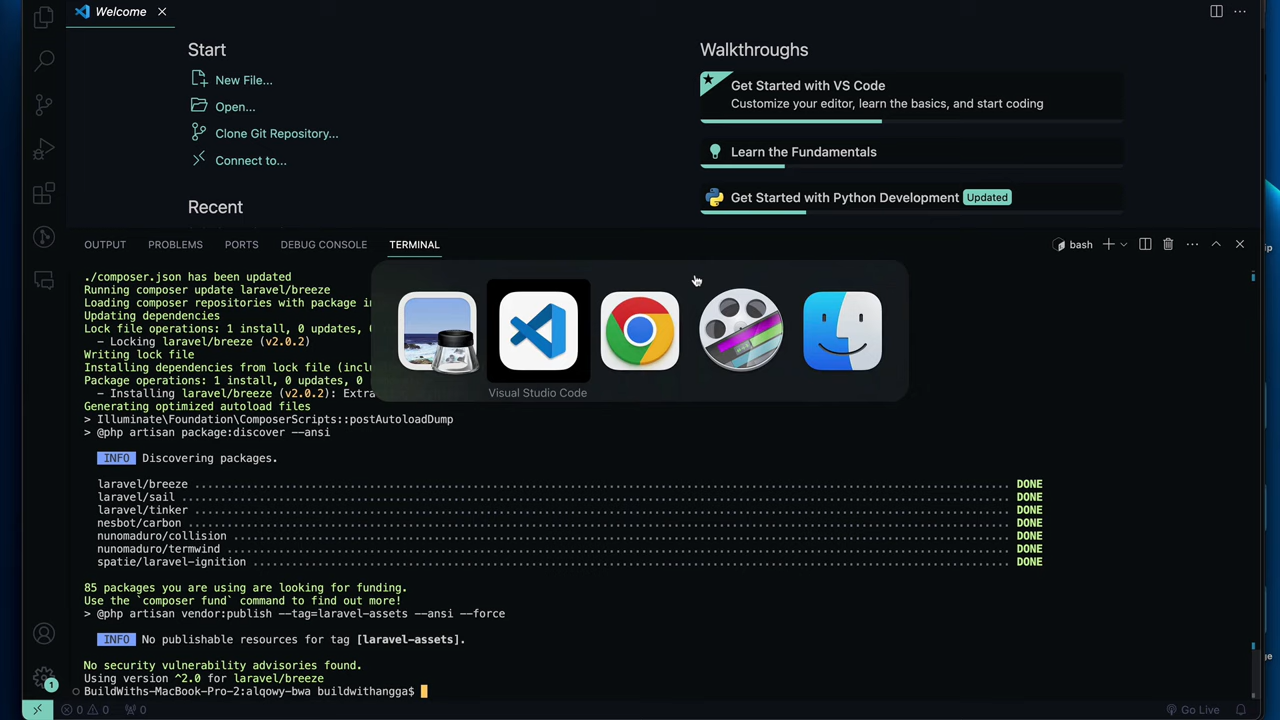 Welcome
Start
New File...
Open...
Clone Git Repository...
Connect to...
Recent
Walkthroughs
Get Started with VS Code
Customize your editor, learn the basics, and start coding
Learn the Fundamentals
Get Started with Python Development Updated
OUTPUT PROBLEMS PORTS DEBUG CONSOLE TERMINAL
bash
./composer.json has been updated
Running composer update laravel/breeze
Loading composer repositories with package in
Updating dependencies
Lock file operations: 1 install, 0 updates, 0
- Locking laravel/breeze (v2.0.2)
Writing lock file
Installing dependencies from lock file (inclu
Package operations: 1 install, 0 updates, 0
- Installing laravel/breeze (v2.0.2): Extra
Visual Studio Code
Generating optimized autoload files
> Illuminate\Foundation\ComposerScripts::postAutoloadDump
> @php artisan package:discover --ansi
INFO Discovering packages.
laravel/breeze ........ DONE
laravel/sail ........ DONE
laravel/tinker ........ DONE
nesbot/carbon ........ DONE
nunomaduro/collision ........ DONE
nunomaduro/termwind ........ DONE
spatie/laravel-ignition ........ DONE
85 packages you are using are looking for funding.
Use the `composer fund` command to find out more!
> @php artisan vendor:publish --tag=laravel-assets --ansi --force
INFO No publishable resources for tag [laravel-assets].
No security vulnerability advisories found.
Using version ^2.0 for laravel/breeze
BuildWiths-MacBook-Pro-2:alqowy-bwa buildwithangga$
1
0 0 0
Go Live